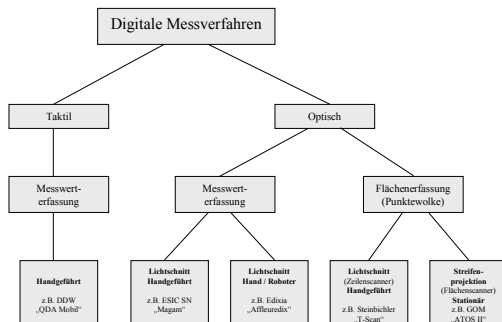 Digitale Messverfahren
Taktil
Optisch
Messwert-
erfassung
Messwert-
erfassung
Flächenerfassung
(Punktewolke)
Handgeführt
z.B. DDW
„QDA Mobil“
Lichtschnitt
Handgeführt
z.B. ESIC SN
„Magam“
Lichtschnitt
Hand / Roboter
z.B. Edixia
„Affleuredix“
Lichtschnitt
(Zeilenscanner)
Handgeführt
z.B. Steinbichler
„T-Scan“
Streifen-
projektion
(Flächenscanner)
Stationär
z.B. GOM
„ATOS II“